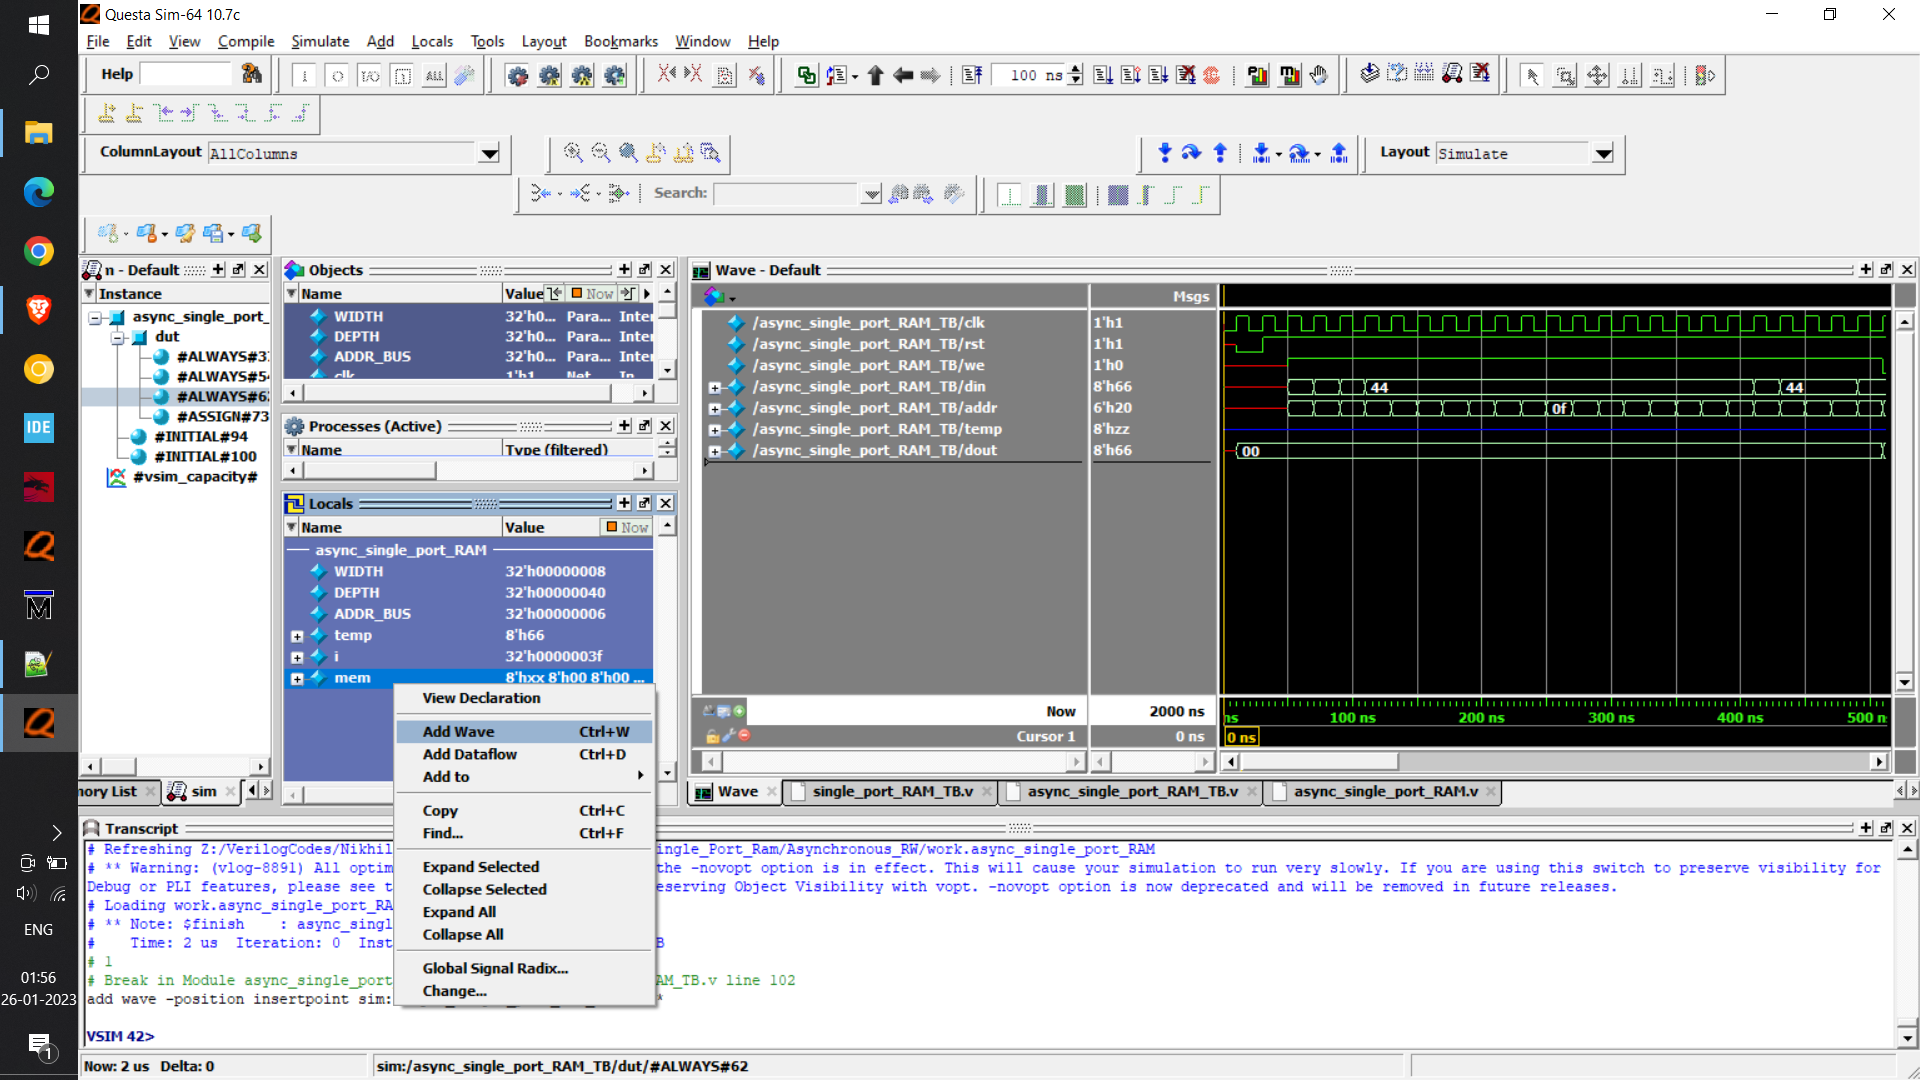 Questa Sim-64 10.7c
File Edit View Compile Simulate Add Locals Tools Layout Bookmarks Window Help
Help
ALL
100 ns
ColumnLayout AllColumns
Layout Simulate
Search:
n - Default
Instance
async_single_port_
dut
#ALWAYS#3
#ALWAYS#54
#ALWAYS#62
#ASSIGN#73
#INITIAL#94
#INITIAL#100
#vsim_capacity#
Objects
Name Value Now
WIDTH 32'h0... Para... Inte
DEPTH 32'h0... Para... Inte
ADDR_BUS 32'h0... Para... Inte
clk 1'h1 Net In
Processes (Active)
Name Type (filtered)
Locals
Name Value Now
async_single_port_RAM
WIDTH 32'h00000008
DEPTH 32'h00000040
ADDR_BUS 32'h00000006
temp 8'h66
i 32'h0000003f
mem 8'hxx 8'h00 8'h00 ...
View Declaration
Add Wave Ctrl+W
Add Dataflow Ctrl+D
Add to
Copy Ctrl+C
Find... Ctrl+F
Expand Selected
Collapse Selected
Expand All
Collapse All
Global Signal Radix...
Change...
Wave - Default
Msgs
/async_single_port_RAM_TB/clk 1'h1
/async_single_port_RAM_TB/rst 1'h1
/async_single_port_RAM_TB/we 1'h0
/async_single_port_RAM_TB/din 8'h66 44 44
/async_single_port_RAM_TB/addr 6'h20 0f
/async_single_port_RAM_TB/temp 8'hzz
/async_single_port_RAM_TB/dout 8'h66 00
Now 2000 ns ns 100 ns 200 ns 300 ns 400 ns 500 n
Cursor 1 0 ns 0 ns
ory List sim
Wave single_port_RAM_TB.v async_single_port_RAM_TB.v async_single_port_RAM.v
Transcript
# Refreshing Z:/VerilogCodes/Nikhil ingle_Port_Ram/Asynchronous_RW/work.async_single_port_RAM
# ** Warning: (vlog-8891) All optim the -novopt option is in effect. This will cause your simulation to run very slowly. If you are using this switch to preserve visibility for
Debug or PLI features, please see t eserving Object Visibility with vopt. -novopt option is now deprecated and will be removed in future releases.
# Loading work.async_single_port_RA
# ** Note: $finish : async_singl
# Time: 2 us Iteration: 0 Inst B
# 1
# Break in Module async_single_port AM_TB.v line 102
add wave -position insertpoint sim: *
VSIM 42>
Now: 2 us Delta: 0 sim:/async_single_port_RAM_TB/dut/#ALWAYS#62
IDE
ENG
01:56
26-01-2023
1